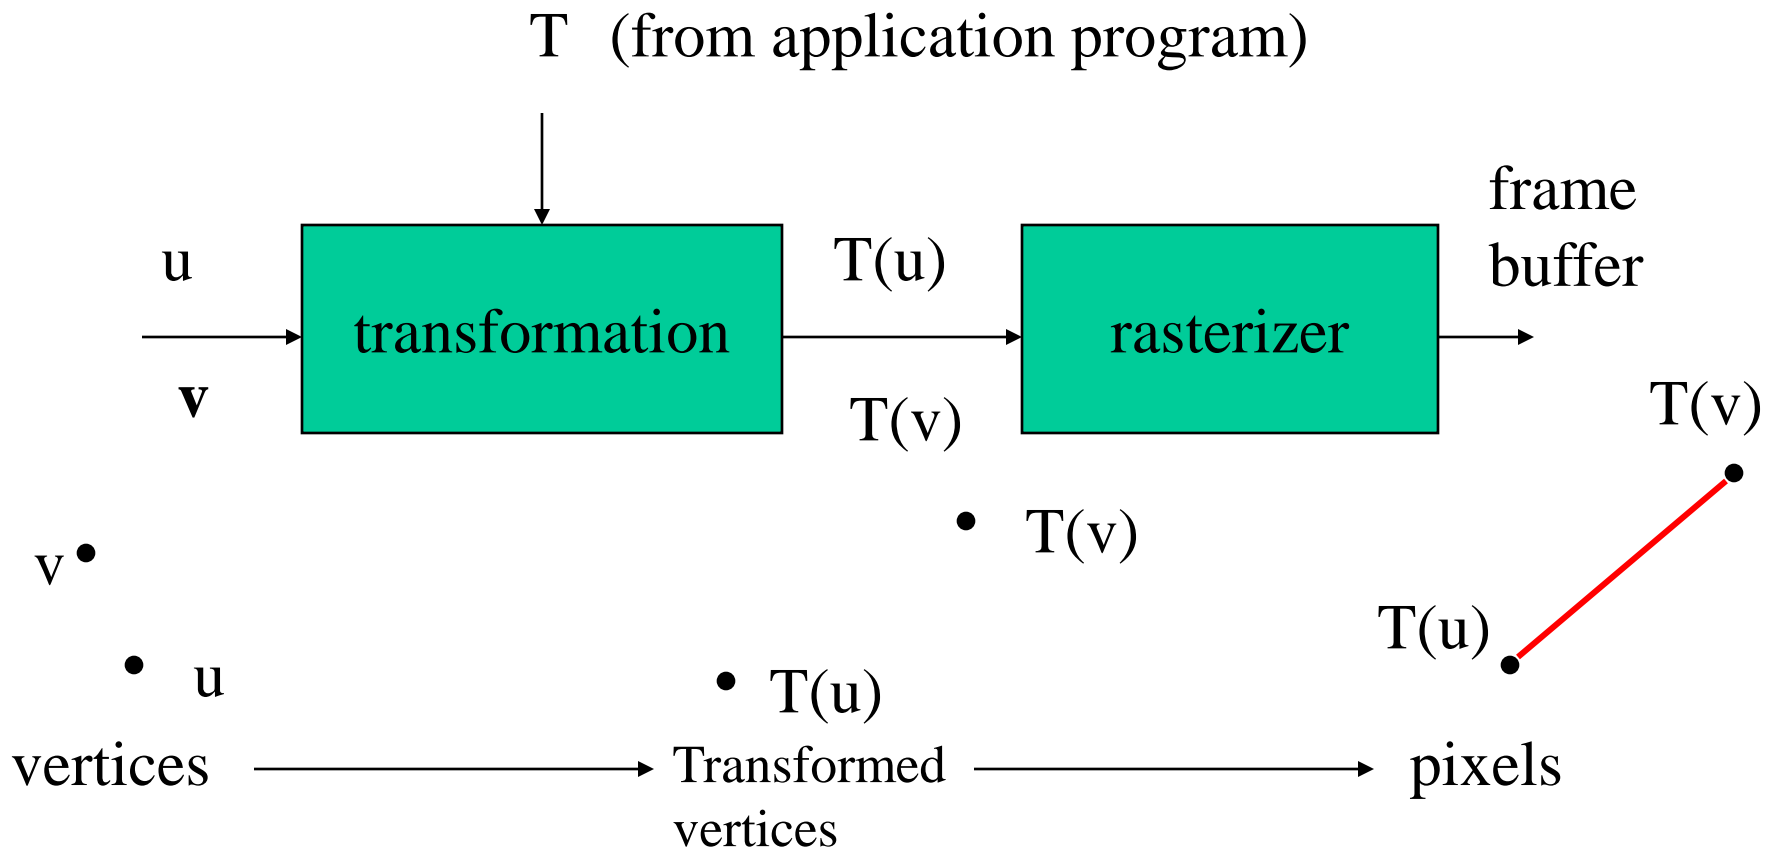 T (from application program)
frame
buffer
u
T(u)
transformation
rasterizer
v
T(v)
T(v)
T(v)
v
T(u)
u
T(u)
vertices
Transformed
vertices
pixels